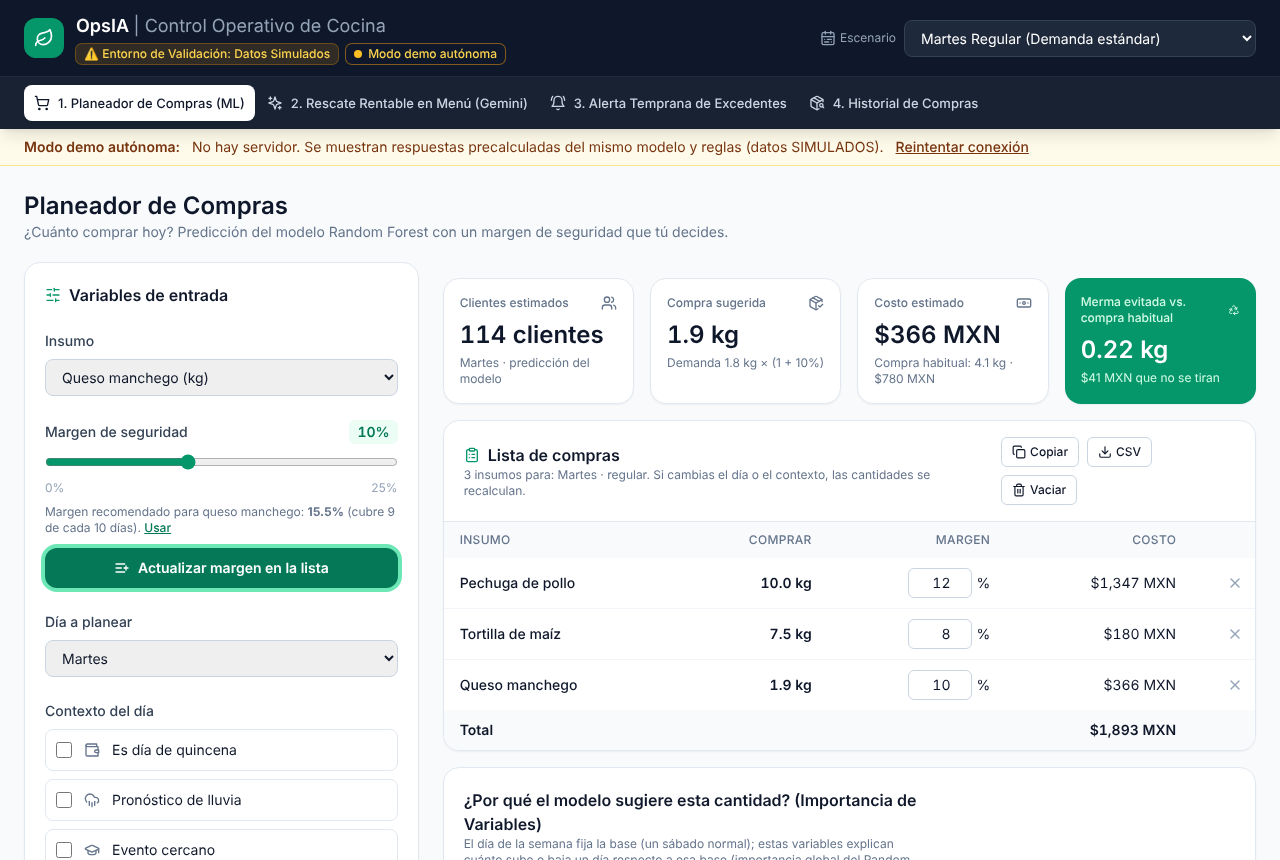 OpsIA | Control Operativo de Cocina
⚠️ Entorno de Validación: Datos Simulados
Modo demo autónoma
Escenario
Martes Regular (Demanda estándar)
1. Planeador de Compras (ML)
2. Rescate Rentable en Menú (Gemini)
3. Alerta Temprana de Excedentes
4. Historial de Compras
Modo demo autónoma: No hay servidor. Se muestran respuestas precalculadas del mismo modelo y reglas (datos SIMULADOS). Reintentar conexión
Planeador de Compras
¿Cuánto comprar hoy? Predicción del modelo Random Forest con un margen de seguridad que tú decides.
Variables de entrada
Insumo
Queso manchego (kg)
Margen de seguridad
10%
0%
25%
Margen recomendado para queso manchego: 15.5% (cubre 9
de cada 10 días). Usar
Actualizar margen en la lista
Día a planear
Martes
Contexto del día
Es día de quincena
Pronóstico de lluvia
Evento cercano
Clientes estimados
114 clientes
Martes · predicción del
modelo
Compra sugerida
1.9 kg
Demanda 1.8 kg × (1 + 10%)
Costo estimado
$366 MXN
Compra habitual: 4.1 kg ·
$780 MXN
Merma evitada vs.
compra habitual
0.22 kg
$41 MXN que no se tiran
Lista de compras
3 insumos para: Martes · regular. Si cambias el día o el contexto, las cantidades se
recalculan.
Copiar
CSV
Vaciar
INSUMO COMPRAR MARGEN COSTO
Pechuga de pollo 10.0 kg 12 % $1,347 MXN
Tortilla de maíz 7.5 kg 8 % $180 MXN
Queso manchego 1.9 kg 10 % $366 MXN
Total $1,893 MXN
¿Por qué el modelo sugiere esta cantidad? (Importancia de
Variables)
El día de la semana fija la base (un sábado normal); estas variables explican
cuánto sube o baja un día respecto a esa base (importancia global del Random